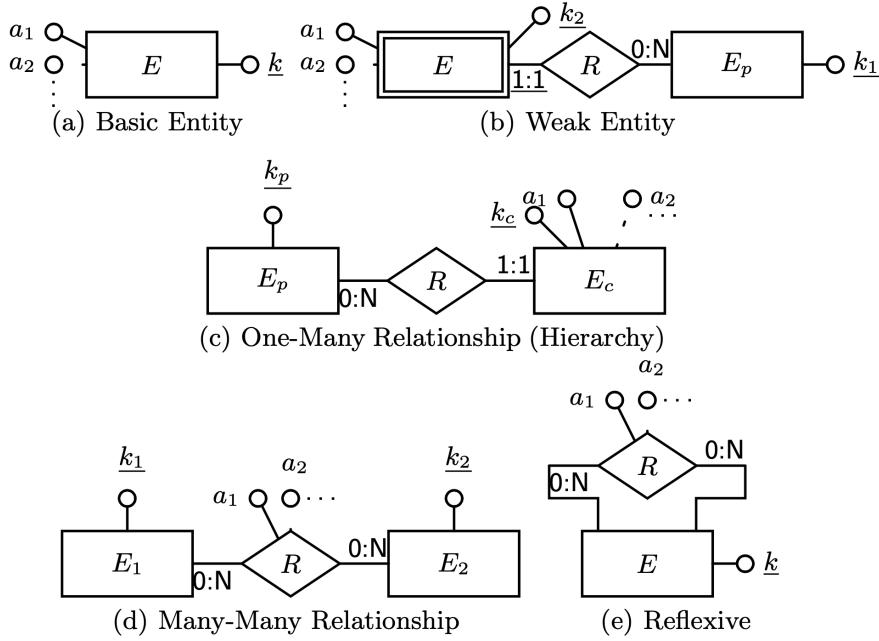 a₁ E k
a₂
⋮
(a) Basic Entity
a₁ k₂
a₂ E 1:1 R 0:N Eₚ k₁
⋮
(b) Weak Entity
kₚ
k_c a₁ a₂ ...
Eₚ 0:N R 1:1 E_c
(c) One-Many Relationship (Hierarchy)
k₁ a₂ k₂
a₁ ...
E₁ 0:N R 0:N E₂
(d) Many-Many Relationship
a₂
a₁ ...
0:N R 0:N
E k
(e) Reflexive